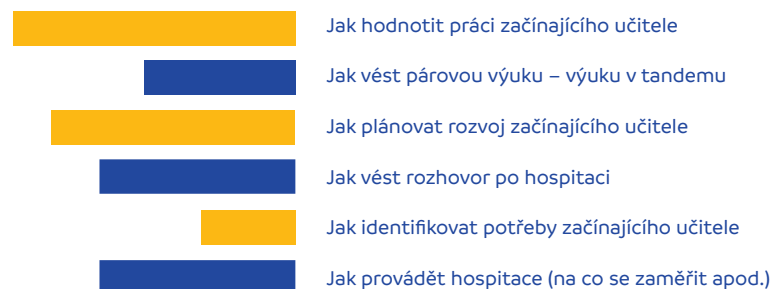 Jak hodnotit práci začínajícího učitele
Jak vést párovou výuku – výuku v tandemu
Jak plánovat rozvoj začínajícího učitele
Jak vést rozhovor po hospitaci
Jak identifikovat potřeby začínajícího učitele
Jak provádět hospitace (na co se zaměřit apod.)